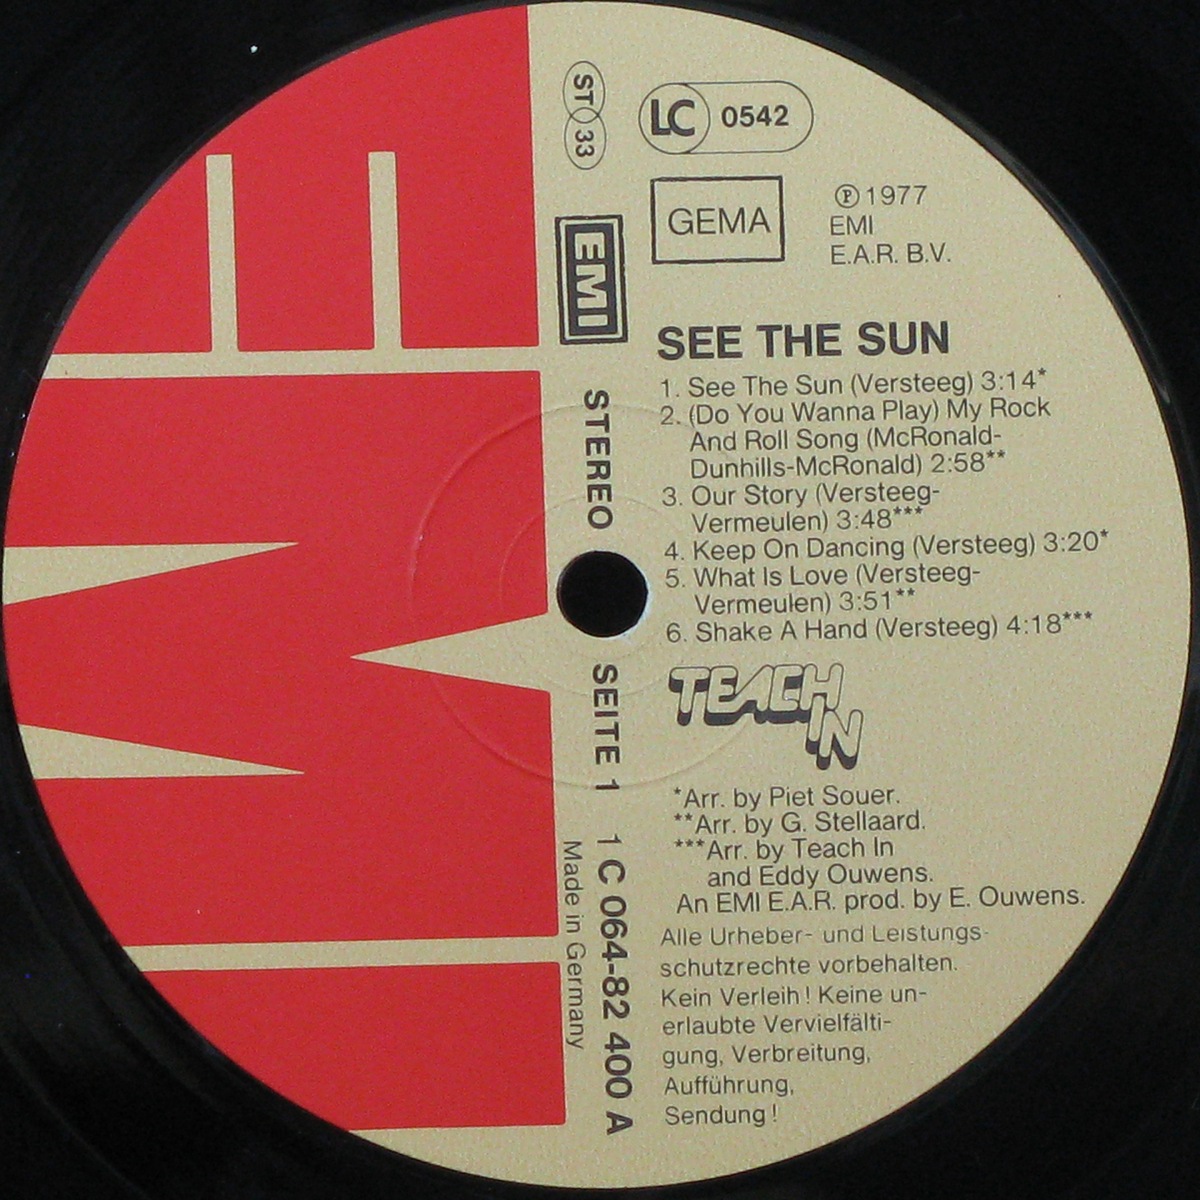 ST 33
LC 0542
GEMA
℗ 1977
EMI
E.A.R. B.V.
EMI
STEREO
SEITE 1
1 C 064-82 400 A
Made in Germany
SEE THE SUN
1. See The Sun (Versteeg) 3:14*
2. (Do You Wanna Play) My Rock
And Roll Song (McRonald-
Dunhills-McRonald) 2:58**
3. Our Story (Versteeg-
Vermeulen) 3:48***
4. Keep On Dancing (Versteeg) 3:20*
5. What Is Love (Versteeg-
Vermeulen) 3:51**
6. Shake A Hand (Versteeg) 4:18***
TEACH
IN
*Arr. by Piet Souer.
**Arr. by G. Stellaard.
***Arr. by Teach In
and Eddy Ouwens.
An EMI E.A.R. prod. by E. Ouwens.
Alle Urheber- und Leistungs-
schutzrechte vorbehalten.
Kein Verleih! Keine un-
erlaubte Vervielfälti-
gung, Verbreitung,
Aufführung,
Sendung!
EMI